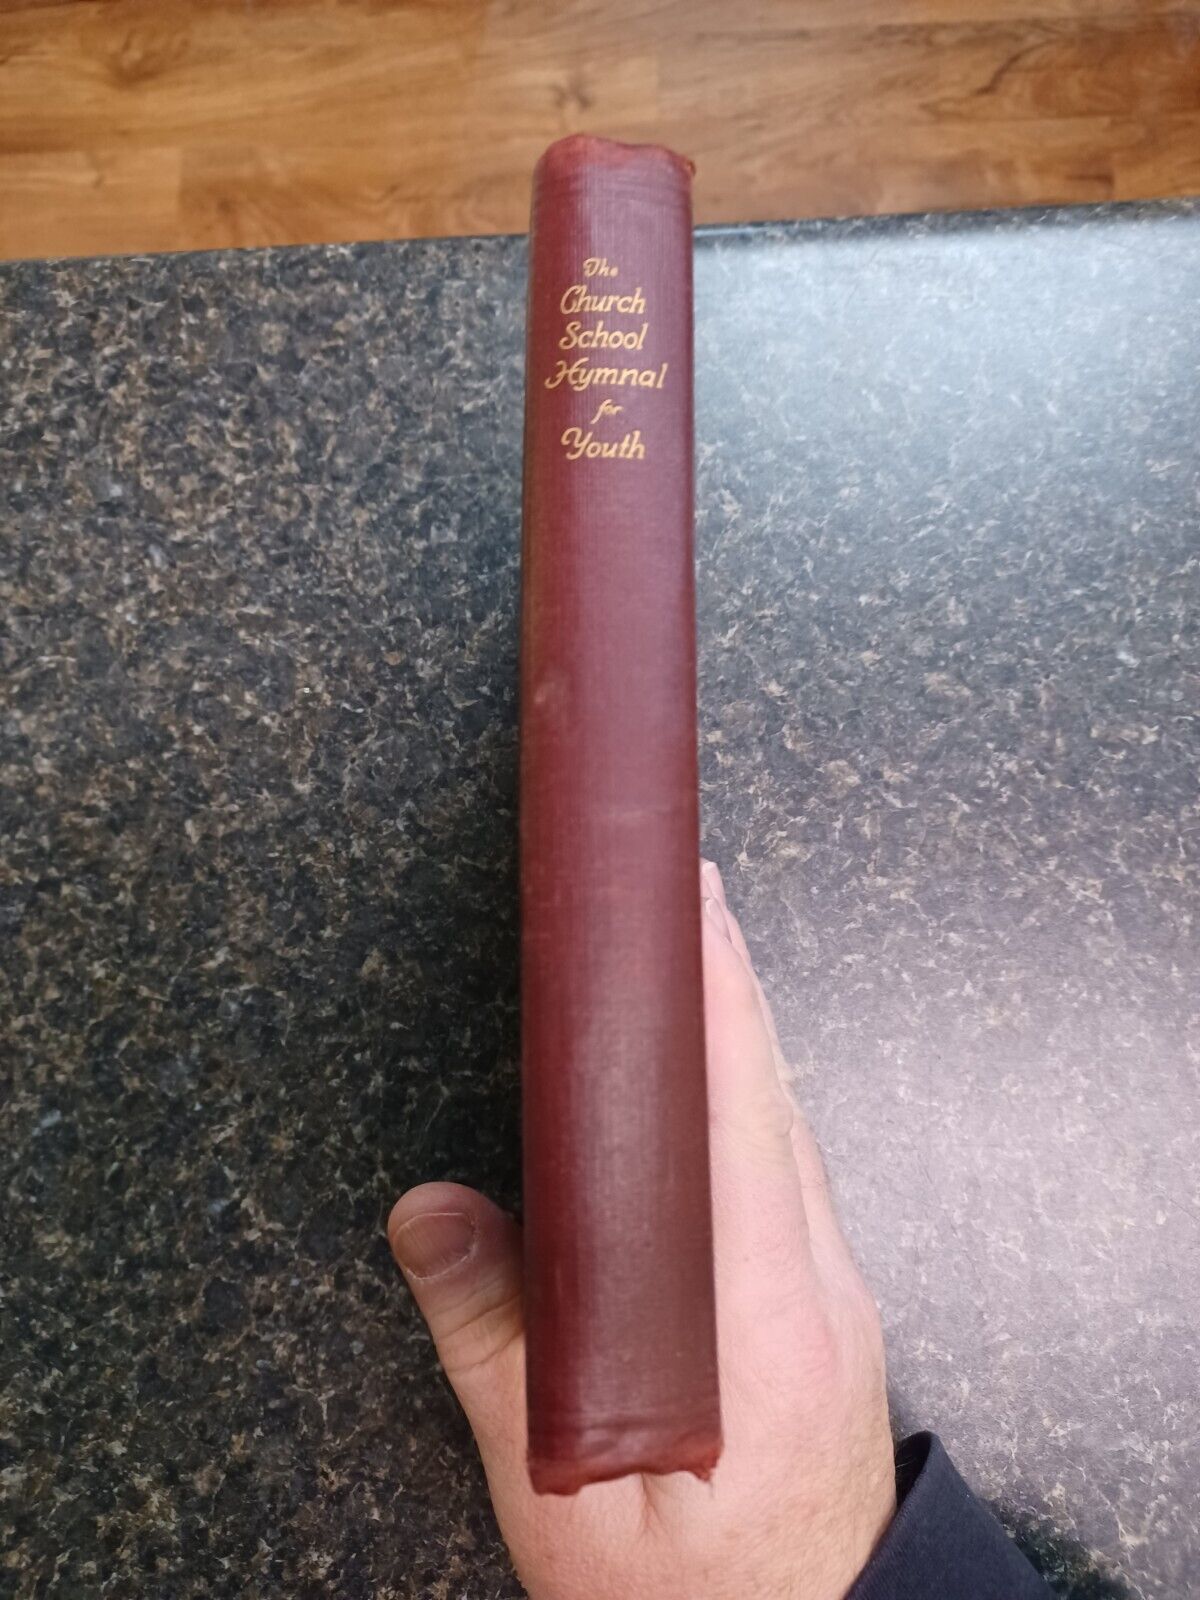 The
Church
School
Hymnal
for
Youth